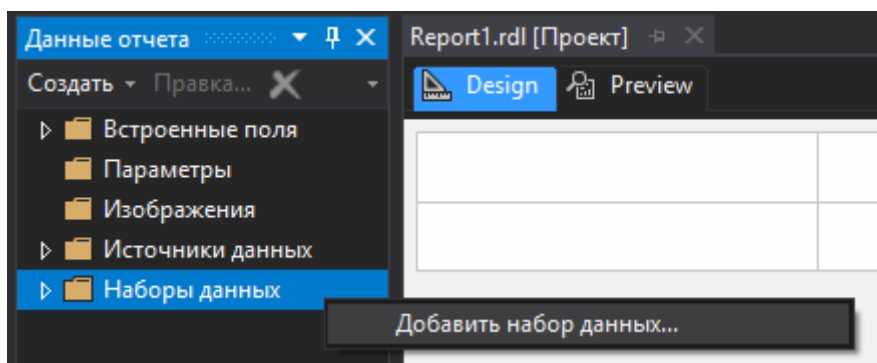 Данные отчета
Report1.rdl [Проект]
Создать Правка...
Design Preview
Встроенные поля
Параметры
Изображения
Источники данных
Наборы данных
Добавить набор данных...